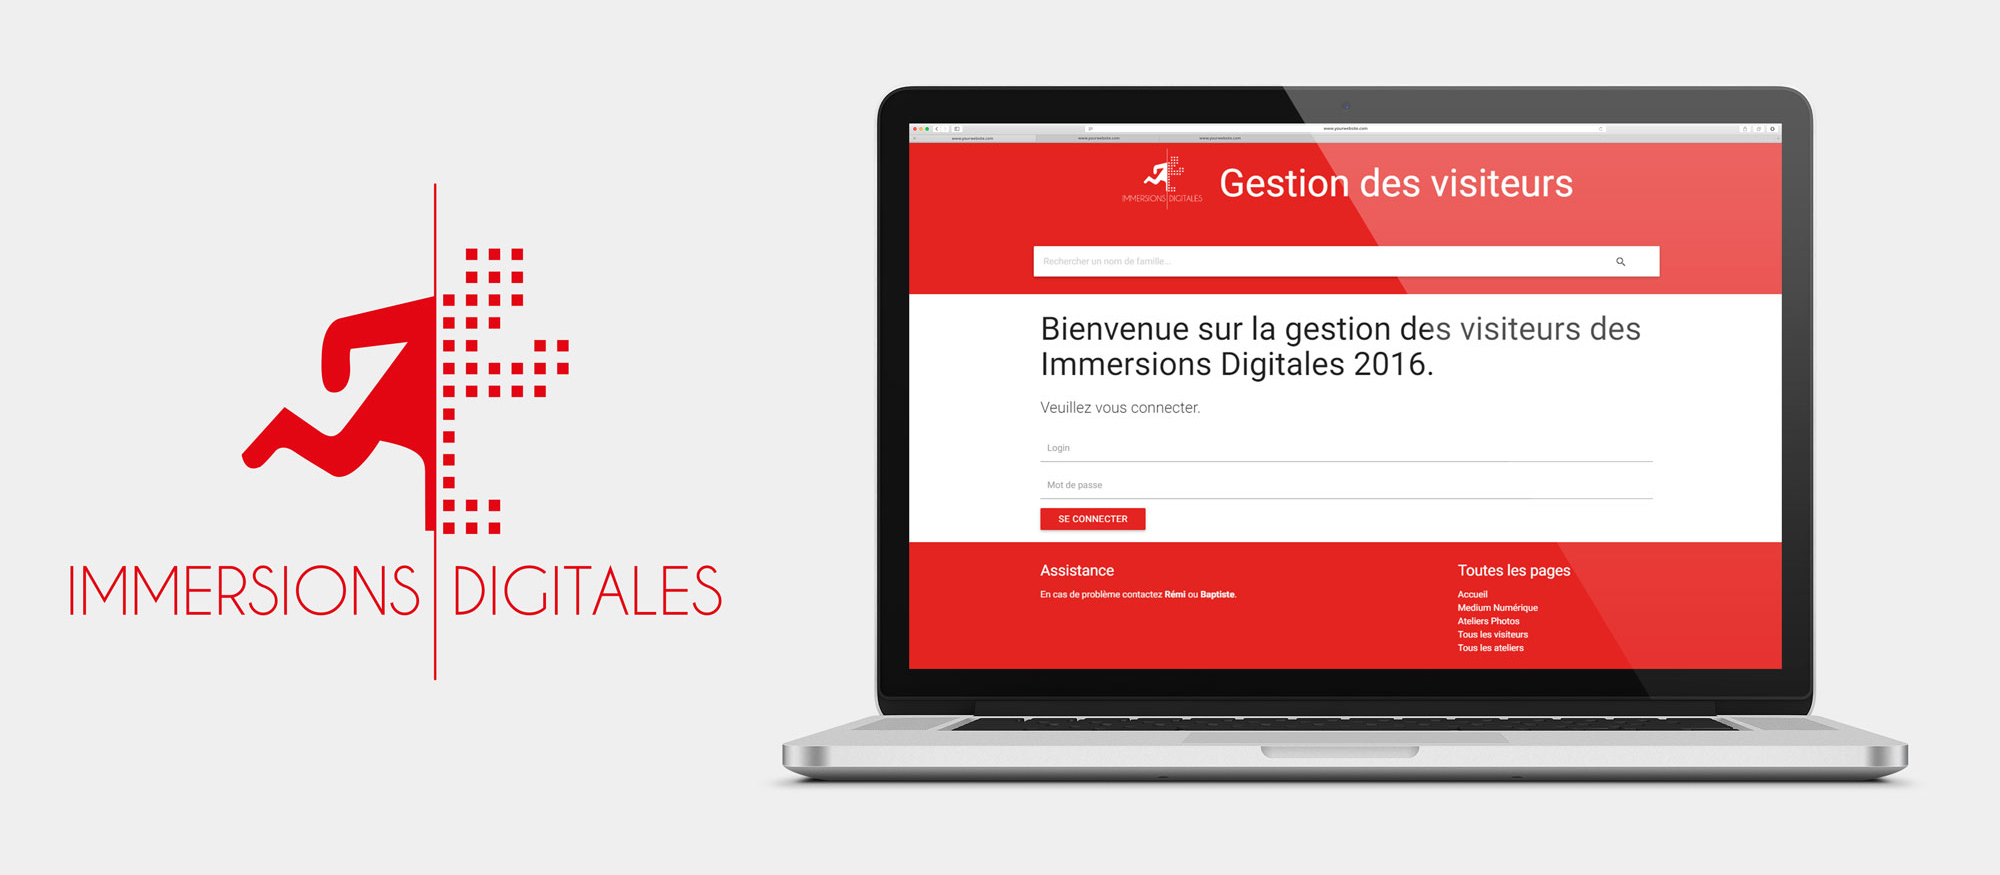 IMMERSIONS DIGITALES
www.yourwebsite.com
www.yourwebsite.com
www.yourwebsite.com
www.yourwebsite.com
IMMERSIONS DIGITALES
Gestion des visiteurs
Rechercher un nom de famille...
Bienvenue sur la gestion des visiteurs des
Immersions Digitales 2016.
Veuillez vous connecter.
Login
Mot de passe
SE CONNECTER
Assistance
En cas de problème contactez Rémi ou Baptiste.
Toutes les pages
Accueil
Medium Numérique
Ateliers Photos
Tous les visiteurs
Tous les ateliers